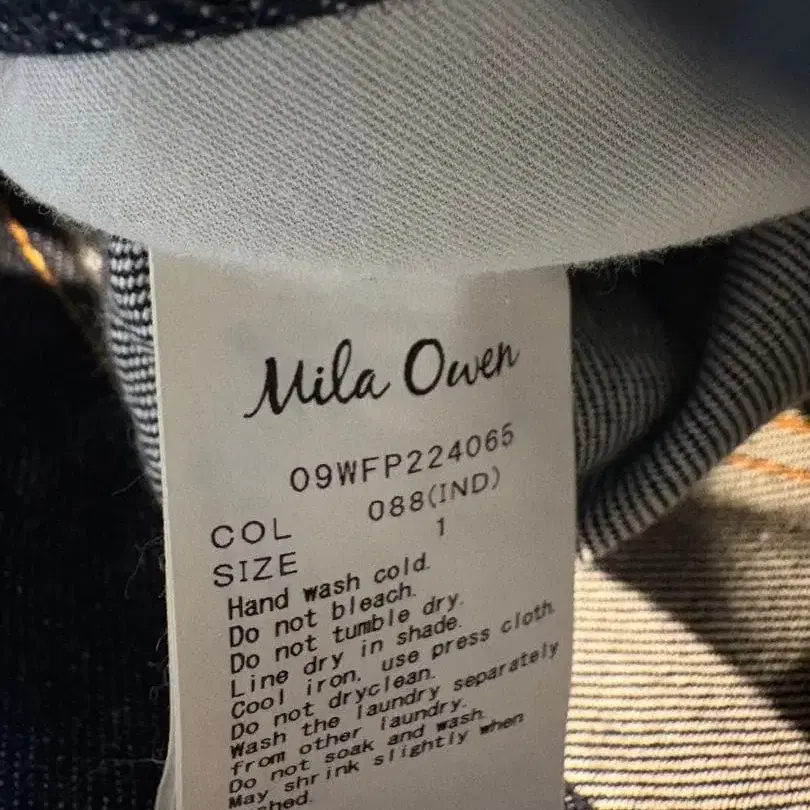 Mila Owen
09WFP224065
COL 088(IND)
SIZE 1
Hand wash cold.
Do not bleach.
Do not tumble dry.
Line dry in shade.
Cool iron, use press cloth.
Do not dryclean.
Wash the laundry separately
from other laundry.
Do not soak and wash.
May shrink slightly when